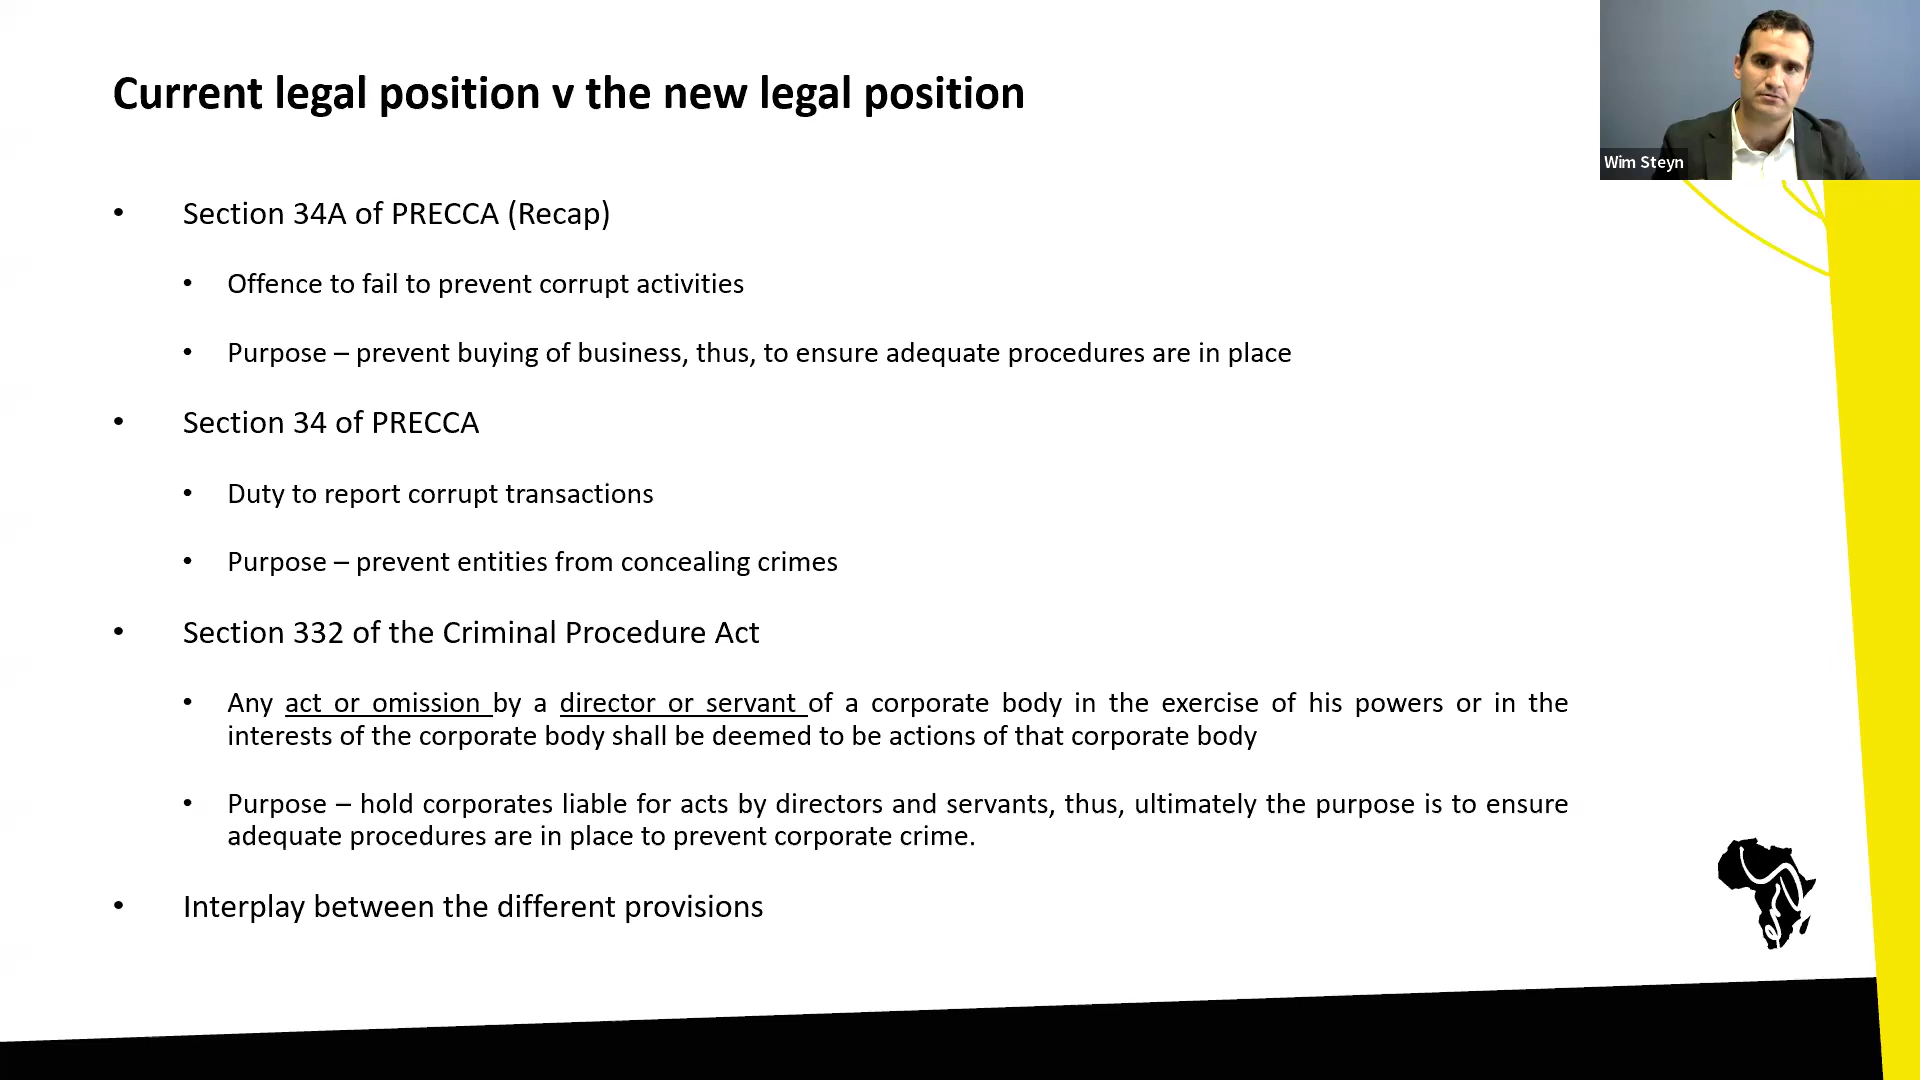 Current legal position v the new legal position
Wim Steyn
• Section 34A of PRECCA (Recap)
• Offence to fail to prevent corrupt activities
• Purpose – prevent buying of business, thus, to ensure adequate procedures are in place
• Section 34 of PRECCA
• Duty to report corrupt transactions
• Purpose – prevent entities from concealing crimes
• Section 332 of the Criminal Procedure Act
• Any act or omission by a director or servant of a corporate body in the exercise of his powers or in the
interests of the corporate body shall be deemed to be actions of that corporate body
• Purpose – hold corporates liable for acts by directors and servants, thus, ultimately the purpose is to ensure
adequate procedures are in place to prevent corporate crime.
• Interplay between the different provisions